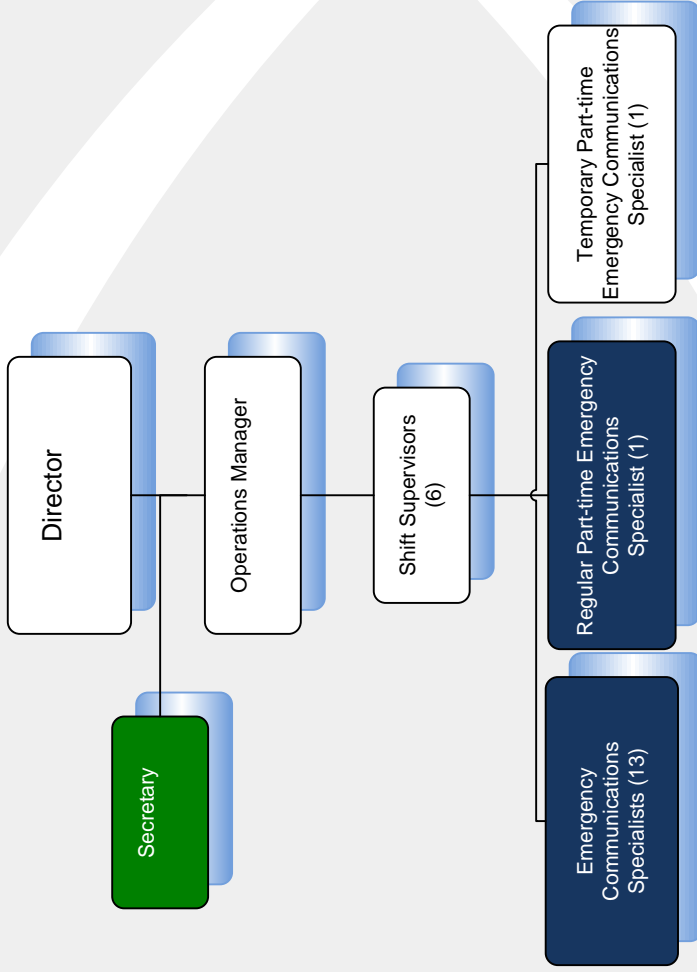 Director
Secretary
Operations Manager
Shift Supervisors
(6)
Emergency
Communications
Specialists (13)
Regular Part-time Emergency
Communications
Specialist (1)
Temporary Part-time
Emergency Communications
Specialist (1)